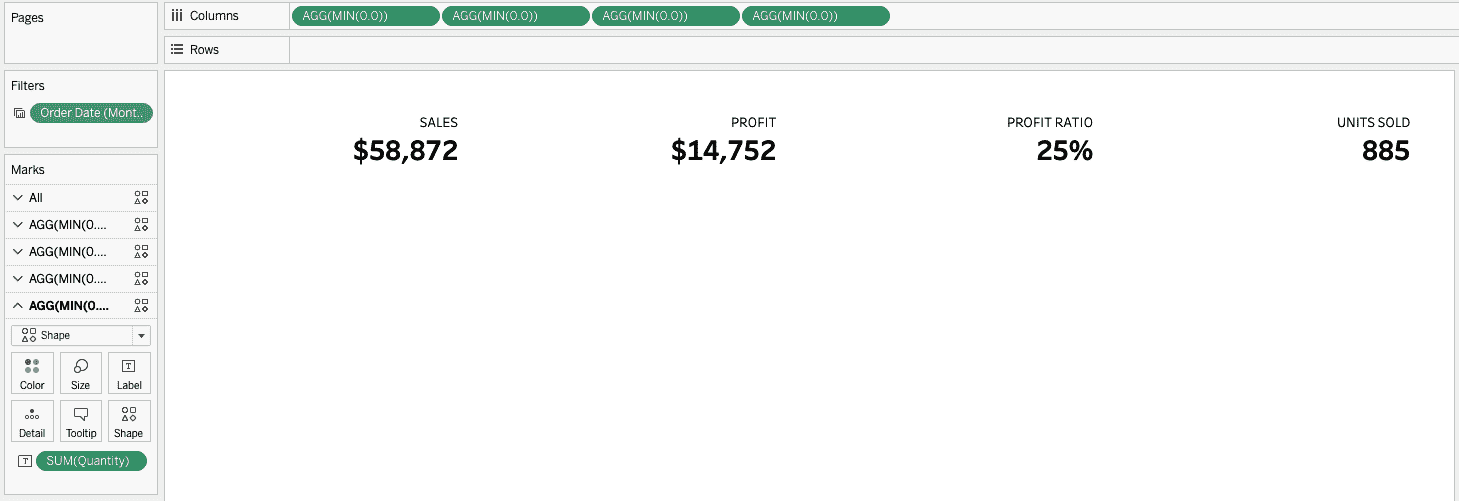 Pages
Columns AGG(MIN(0.0)) AGG(MIN(0.0)) AGG(MIN(0.0)) AGG(MIN(0.0))
Rows
Filters
Order Date (Mont..
Marks
All
AGG(MIN(0....
AGG(MIN(0....
AGG(MIN(0....
AGG(MIN(0....
Shape
Color Size Label
Detail Tooltip Shape
SUM(Quantity)
SALES PROFIT PROFIT RATIO UNITS SOLD
$58,872 $14,752 25% 885